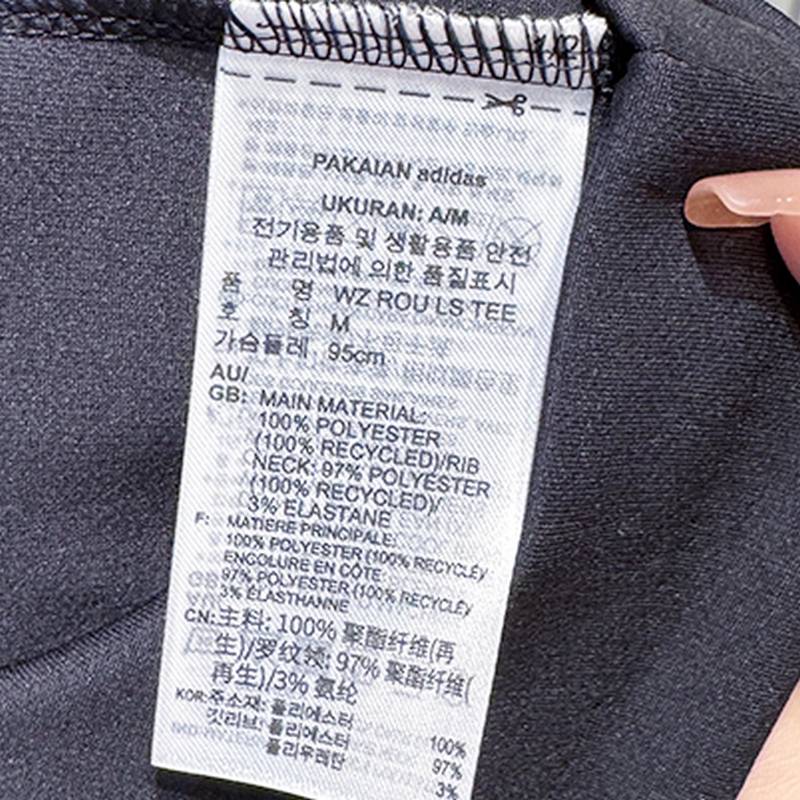 1/2
PAKAIAN adidas
UKURAN: A/M
전기용품 및 생활용품 안전
관리법에 의한 품질표시
품 명 WZ ROU LS TEE
호 칭 M
가슴둘레 95cm
AU/
GB: MAIN MATERIAL:
100% POLYESTER
(100% RECYCLED)/RIB
NECK: 97% POLYESTER
(100% RECYCLED)/
3% ELASTANE
F: MATIERE PRINCIPALE:
100% POLYESTER (100% RECYCLÉ)/
ENCOLURE EN CÔTE:
97% POLYESTER (100% RECYCLÉ)/
3% ÉLASTHANNE
CN: 主料: 100% 聚酯纤维(再
生)/罗纹领: 97% 聚酯纤维(
再生)/3% 氨纶
KOR: 주소재: 폴리에스터 100%
깃리브: 폴리에스터 97%
폴리우레탄 3%